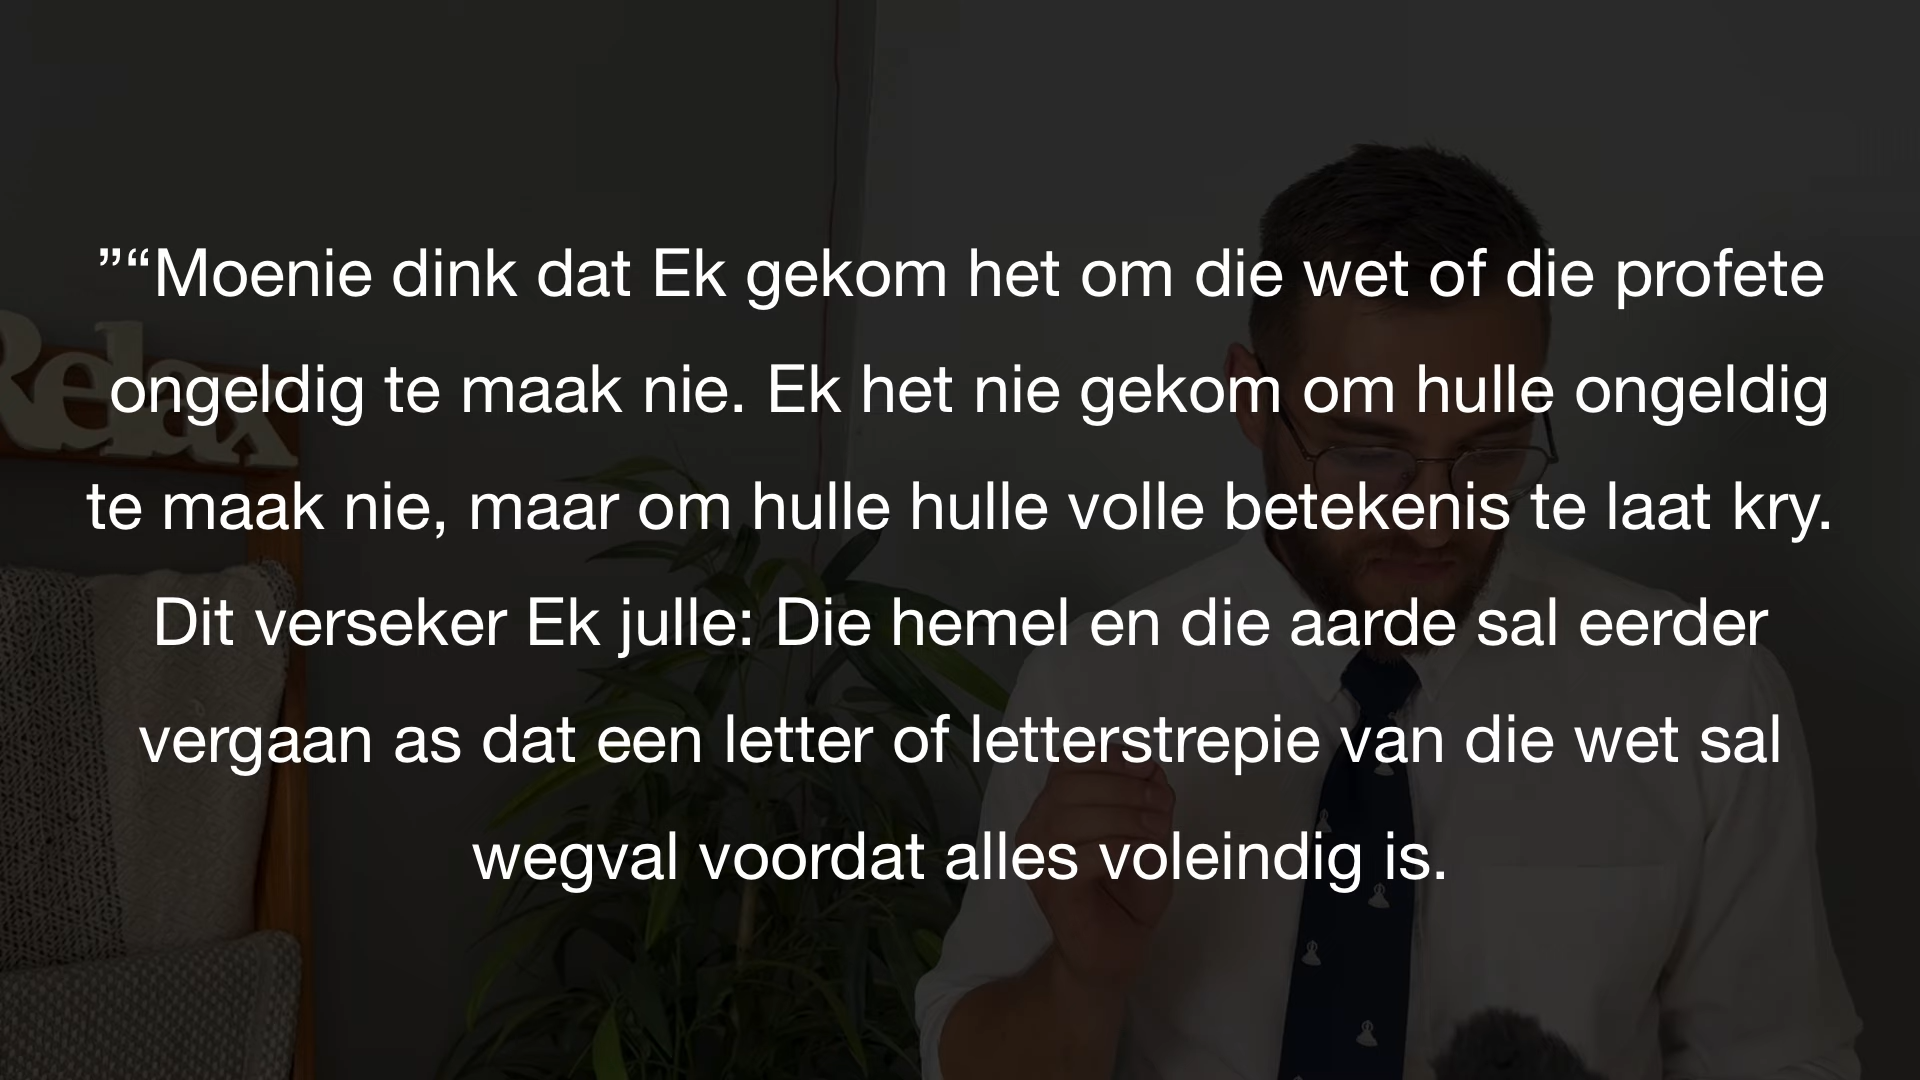 ”“Moenie dink dat Ek gekom het om die wet of die profete
ongeldig te maak nie. Ek het nie gekom om hulle ongeldig
te maak nie, maar om hulle hulle volle betekenis te laat kry.
Dit verseker Ek julle: Die hemel en die aarde sal eerder
vergaan as dat een letter of letterstrepie van die wet sal
wegval voordat alles voleindig is.
Relax